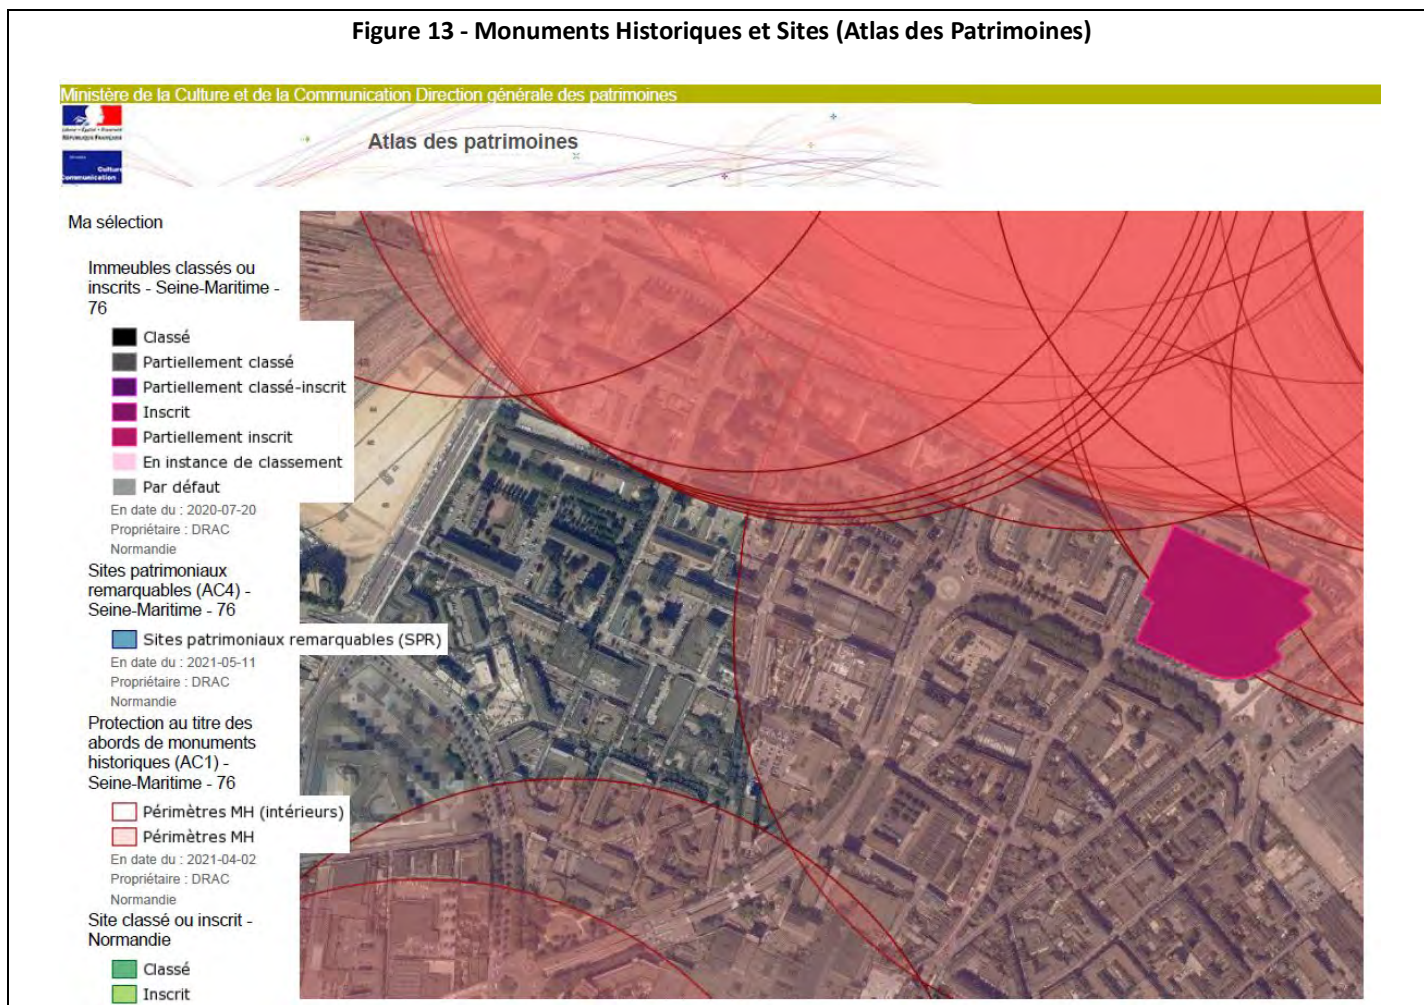 Figure 13 - Monuments Historiques et Sites (Atlas des Patrimoines)
Ministère de la Culture et de la Communication Direction générale des patrimoines
RÉPUBLIQUE FRANÇAISE
Atlas des patrimoines
Culture
Communication
Ma sélection
Immeubles classés ou
inscrits - Seine-Maritime -
76
Classé
Partiellement classé
Partiellement classé-inscrit
Inscrit
Partiellement inscrit
En instance de classement
Par défaut
En date du : 2020-07-20
Propriétaire : DRAC
Normandie
Sites patrimoniaux
remarquables (AC4) -
Seine-Maritime - 76
Sites patrimoniaux remarquables (SPR)
En date du : 2021-05-11
Propriétaire : DRAC
Normandie
Protection au titre des
abords de monuments
historiques (AC1) -
Seine-Maritime - 76
Périmètres MH (intérieurs)
Périmètres MH
En date du : 2021-04-02
Propriétaire : DRAC
Normandie
Site classé ou inscrit -
Normandie
Classé
Inscrit